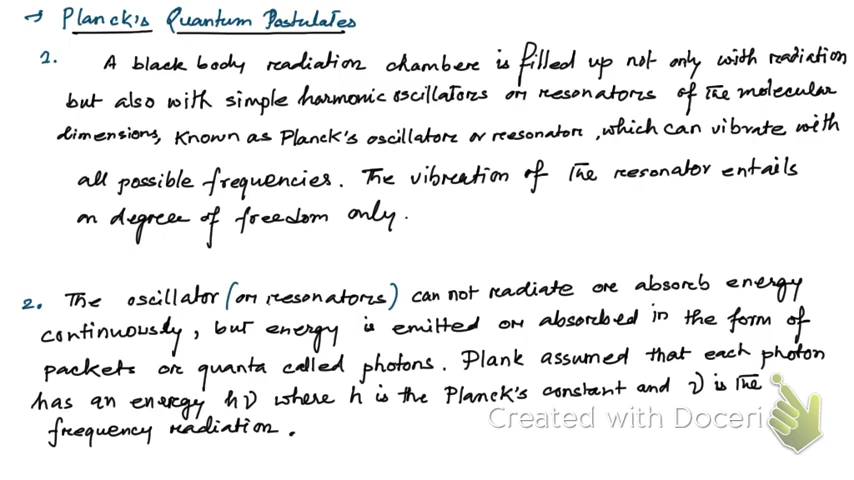 → Planck's Quantum Postulates
1. A black body radiation chamber is filled up not only with radiation
but also with simple harmonic oscillators or resonators of the molecular
dimensions, known as Planck's oscillator or resonator, which can vibrate with
all possible frequencies. The vibration of the resonator entails
on degree of freedom only.
2. The oscillator (or resonators) can not radiate or absorb energy
continuously, but energy is emitted or absorbed in the form of
packets or quanta called photons. Plank assumed that each photon
has an energy hν where h is the Planck's constant and ν is the
frequency radiation.
Created with Doceri